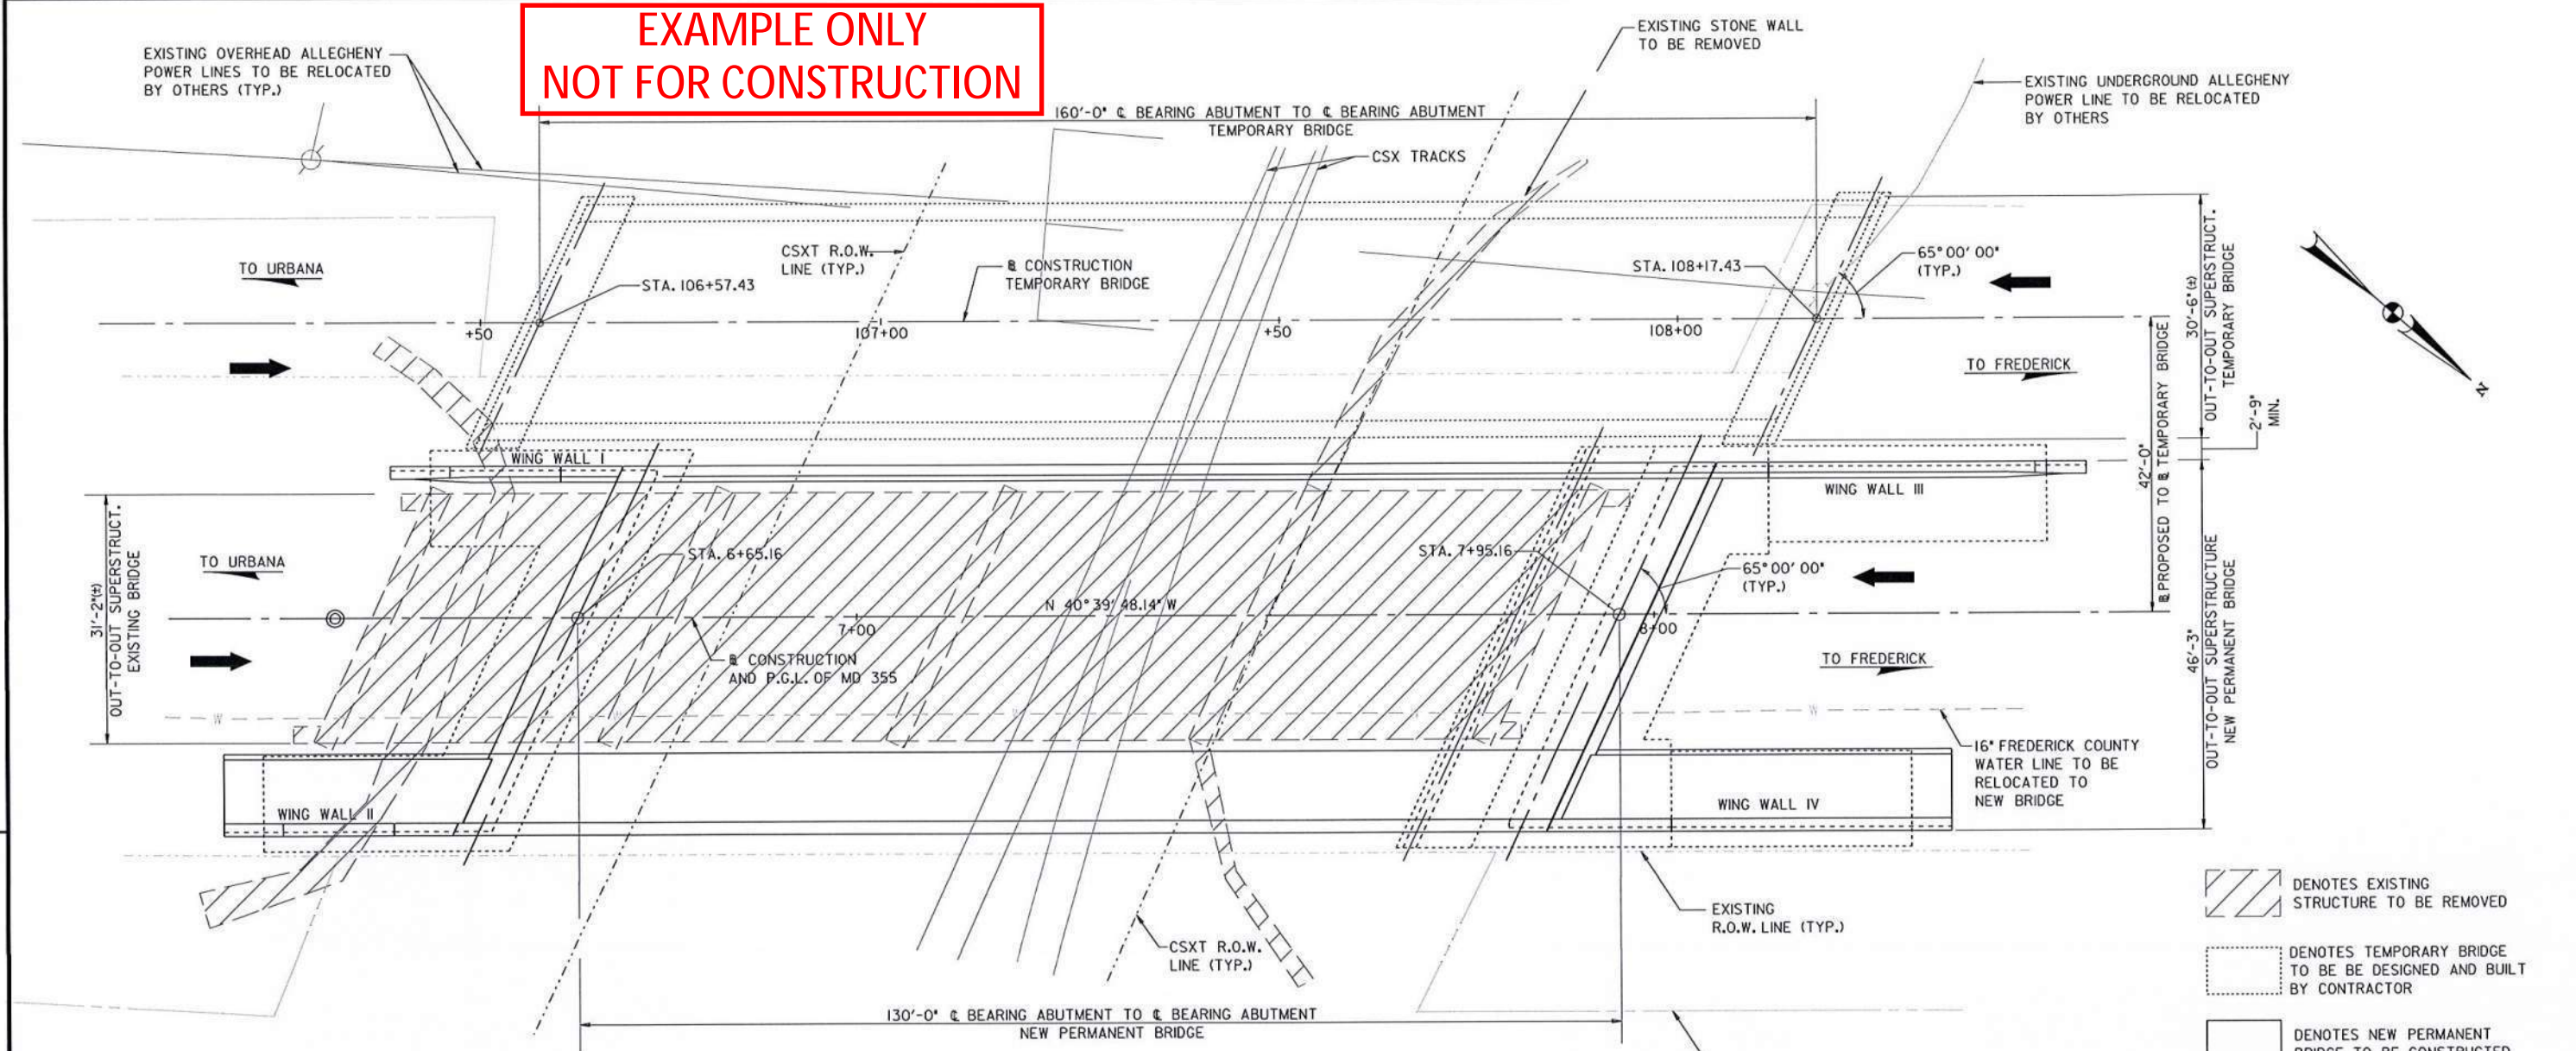 EXAMPLE ONLY
NOT FOR CONSTRUCTION
EXISTING OVERHEAD ALLEGHENY
POWER LINES TO BE RELOCATED
BY OTHERS (TYP.)
EXISTING STONE WALL
TO BE REMOVED
EXISTING UNDERGROUND ALLEGHENY
POWER LINE TO BE RELOCATED
BY OTHERS
160'-0" ℄ BEARING ABUTMENT TO ℄ BEARING ABUTMENT
TEMPORARY BRIDGE
CSX TRACKS
CSXT R.O.W.
LINE (TYP.)
TO URBANA
STA. 106+57.43
℄ CONSTRUCTION
TEMPORARY BRIDGE
STA. 108+17.43
65° 00' 00"
(TYP.)
+50
107+00
+50
108+00
TO FREDERICK
30'-6"(±)
OUT-TO-OUT SUPERSTRUCT.
TEMPORARY BRIDGE
2'-9"
MIN.
42'-0"
PROPOSED TO TEMPORARY BRIDGE
N
WING WALL I
WING WALL III
31'-2"(±)
OUT-TO-OUT SUPERSTRUCT.
EXISTING BRIDGE
TO URBANA
STA. 6+65.16
STA. 7+95.16
65° 00' 00"
(TYP.)
N 40° 39' 48.14" W
7+00
8+00
CONSTRUCTION
AND P.G.L. OF MD 355
TO FREDERICK
46'-3"
OUT-TO-OUT SUPERSTRUCTURE
NEW PERMANENT BRIDGE
W
W
W
W
16" FREDERICK COUNTY
WATER LINE TO BE
RELOCATED TO
NEW BRIDGE
WING WALL II
WING WALL IV
EXISTING
R.O.W. LINE (TYP.)
CSXT R.O.W.
LINE (TYP.)
130'-0" ℄ BEARING ABUTMENT TO ℄ BEARING ABUTMENT
NEW PERMANENT BRIDGE
DENOTES EXISTING
STRUCTURE TO BE REMOVED
DENOTES TEMPORARY BRIDGE
TO BE BE DESIGNED AND BUILT
BY CONTRACTOR
DENOTES NEW PERMANENT
BRIDGE TO BE CONSTRUCTED